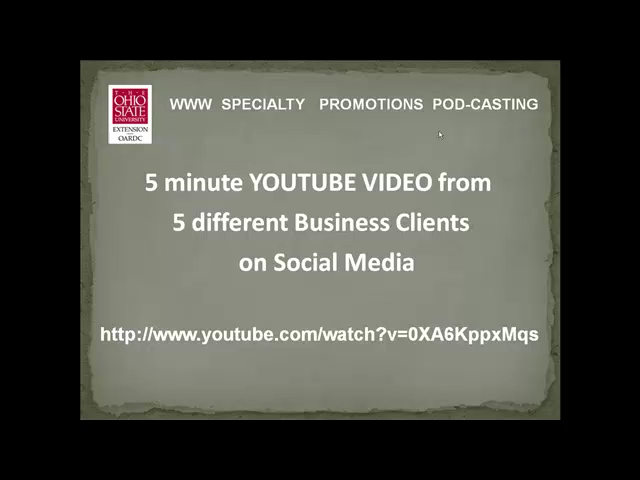 THE
OHIO
STATE
UNIVERSITY
EXTENSION
OARDC
WWW SPECIALTY PROMOTIONS POD-CASTING
5 minute YOUTUBE VIDEO from
5 different Business Clients
on Social Media
http://www.youtube.com/watch?v=0XA6KppxMqs